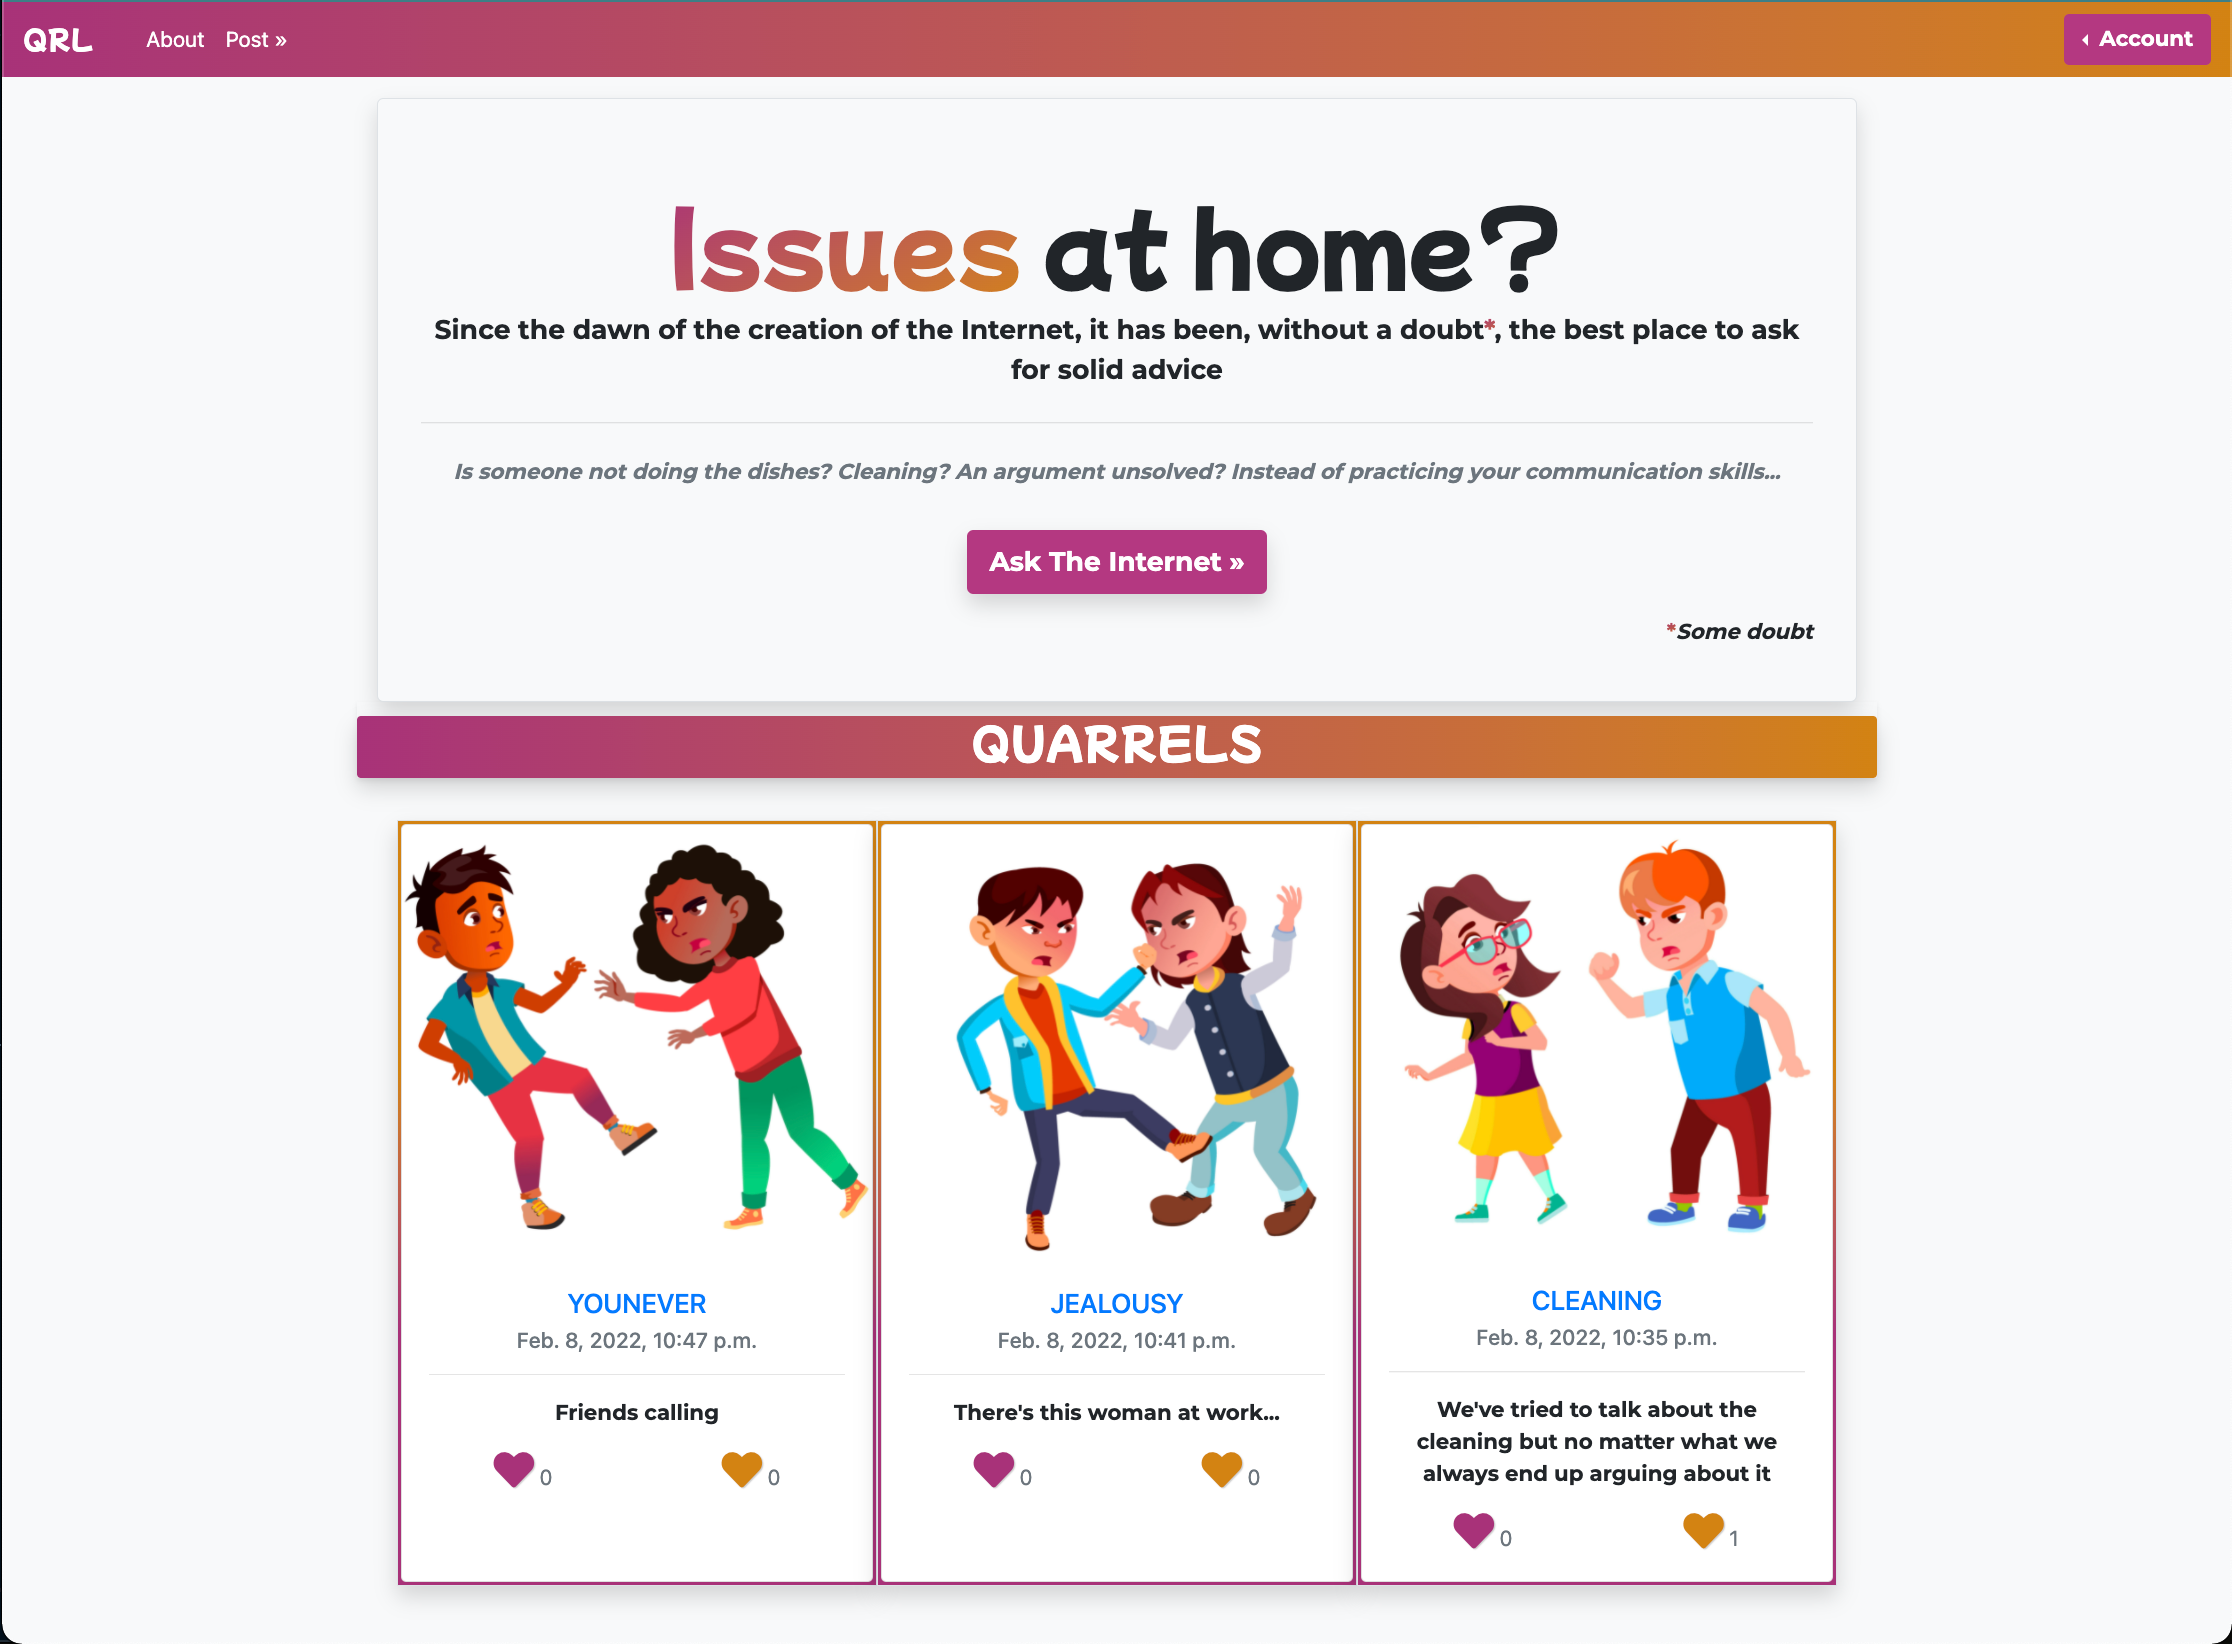 QRL About Post » Account
Issues at home?
Since the dawn of the creation of the Internet, it has been, without a doubt*, the best place to ask
for solid advice
Is someone not doing the dishes? Cleaning? An argument unsolved? Instead of practicing your communication skills...
Ask The Internet »
*Some doubt
QUARRELS
YOUNEVER
Feb. 8, 2022, 10:47 p.m.
Friends calling
0 0
JEALOUSY
Feb. 8, 2022, 10:41 p.m.
There's this woman at work...
0 0
CLEANING
Feb. 8, 2022, 10:35 p.m.
We've tried to talk about the
cleaning but no matter what we
always end up arguing about it
0 1